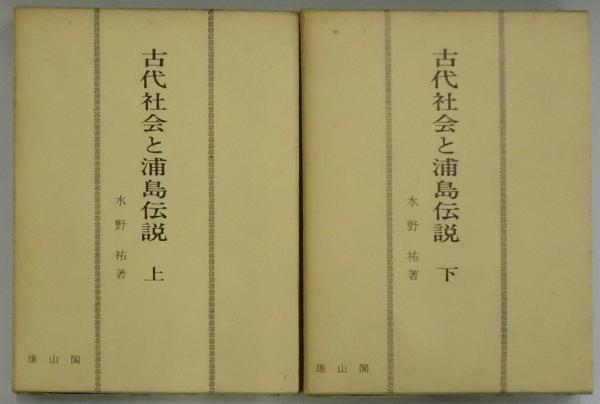 古代社会と浦島伝説 上
水野 祐著
雄山閣
古代社会と浦島伝説 下
水野 祐著
雄山閣